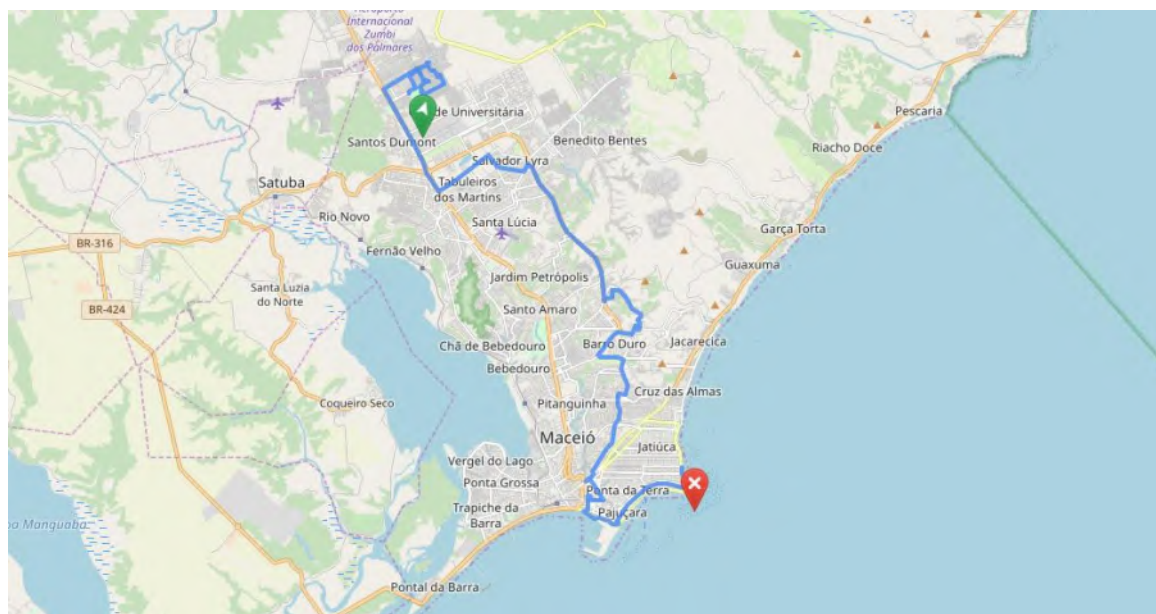 Aeroporto
Internacional
Zumbi
dos Palmares
de Universitária
Santos Dumont
Salvador Lyra
Benedito Bentes
Pescaria
Riacho Doce
Satuba
Tabuleiros
dos Martins
Rio Novo
Santa Lúcia
Garça Torta
BR-316
Fernão Velho
Guaxuma
Santa Luzia
do Norte
Jardim Petrópolis
BR-424
Santo Amaro
Chã de Bebedouro
Barro Duro
Jacarecica
Bebedouro
Coqueiro Seco
Pitanguinha
Cruz das Almas
Maceió
Jatiúca
Vergel do Lago
Ponta Grossa
Ponta da Terra
Trapiche da
Barra
Pajuçara
Manguaba
Pontal da Barra